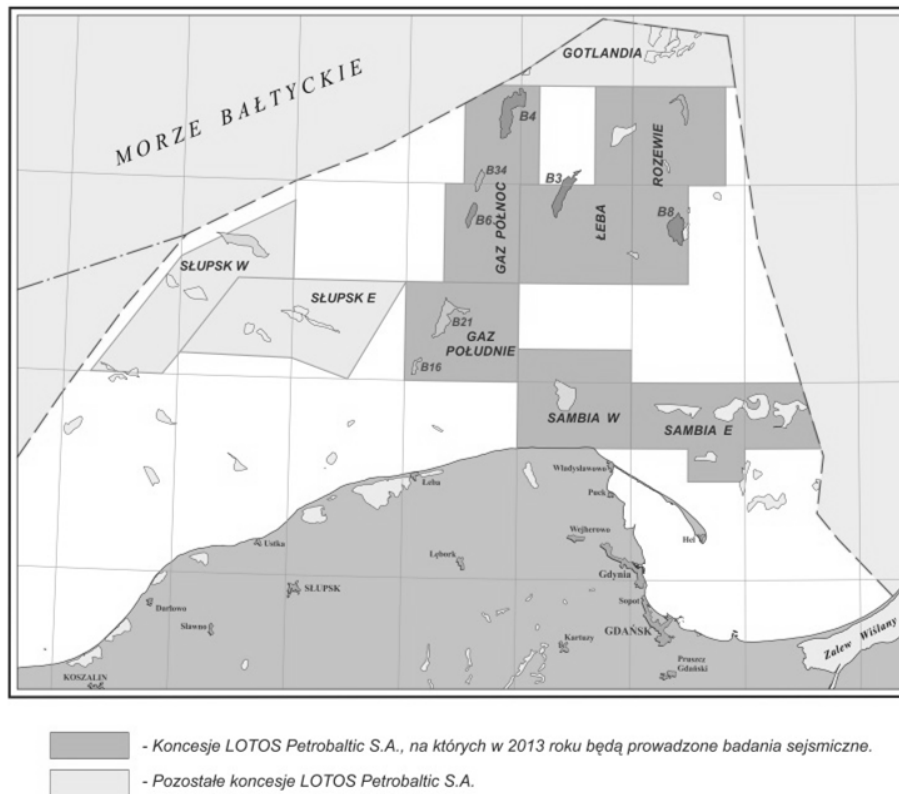 GOTLANDIA
MORZE BAŁTYCKIE
B4
ROZEWIE
B34
B3
B6
GAZ PÓŁNOC
ŁEBA
B8
SŁUPSK W
SŁUPSK E
B21
GAZ
POŁUDNIE
B16
SAMBIA W
SAMBIA E
Władysławowo
Łeba
Puck
Wejherowo
Hel
Ustka
Lębork
Gdynia
SŁUPSK
Sopot
Darłowo
Sławno
GDAŃSK
Kartuzy
Zalew Wiślany
Pruszcz
Gdański
KOSZALIN
- Koncesje LOTOS Petrobaltic S.A., na których w 2013 roku będą prowadzone badania sejsmiczne.
- Pozostałe koncesje LOTOS Petrobaltic S.A.